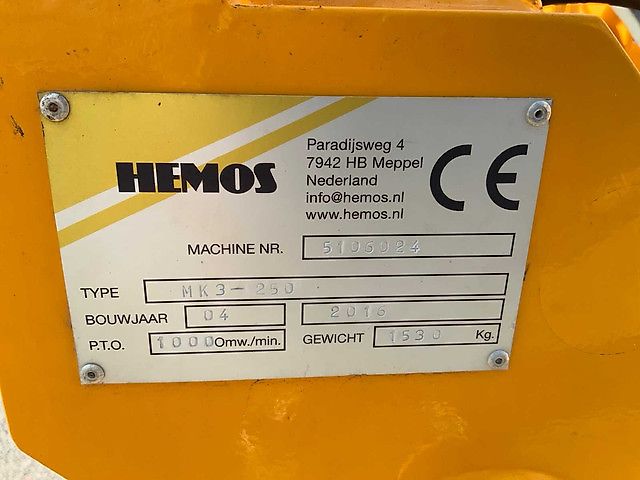 HEMOS
Paradijsweg 4
7942 HB Meppel
Nederland
info@hemos.nl
www.hemos.nl
CE
MACHINE NR. 5106024
TYPE MK3-250
BOUWJAAR 04 2016
P.T.O. 1000 Omw./min. GEWICHT 1530 Kg.